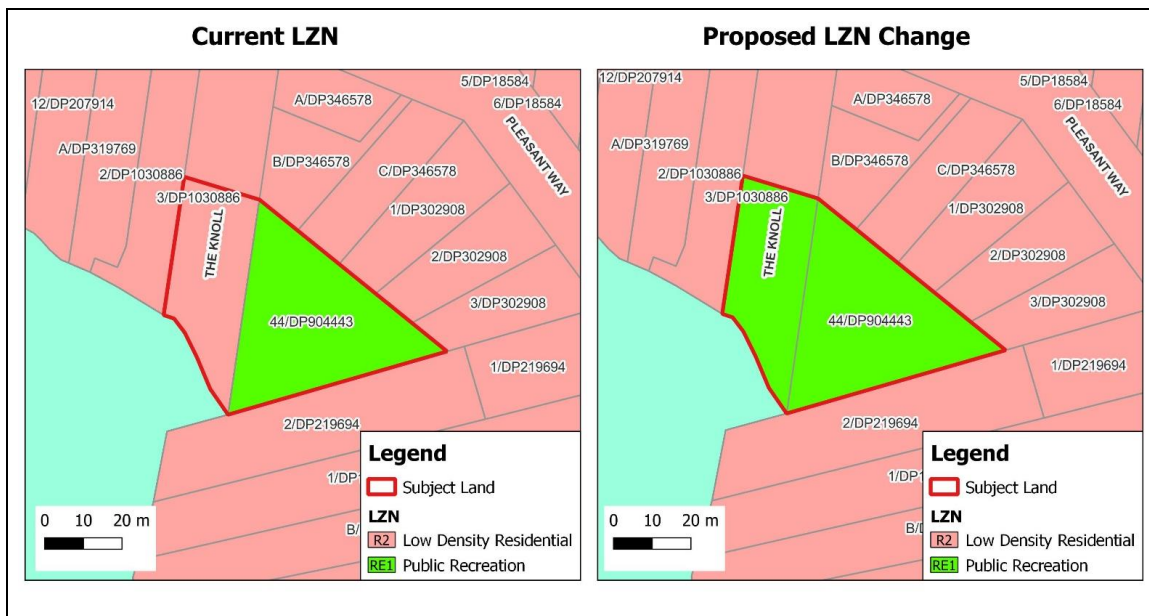 Current LZN
12/DP207914
A/DP319769
2/DP1030886
3/DP1030886
THE KNOLL
A/DP346578
B/DP346578
C/DP346578
5/DP18584
6/DP18584
PLEASANT WAY
1/DP302908
2/DP302908
3/DP302908
44/DP904443
1/DP219694
2/DP219694
1/DP1
B/
0 10 20 m
Legend
Subject Land
LZN
R2 Low Density Residential
RE1 Public Recreation
Proposed LZN Change
12/DP207914
A/DP319769
2/DP1030886
3/DP1030886
THE KNOLL
A/DP346578
B/DP346578
C/DP346578
5/DP18584
6/DP18584
PLEASANT WAY
1/DP302908
2/DP302908
3/DP302908
44/DP904443
1/DP219694
2/DP219694
1/DP1
B/D
0 10 20 m
Legend
Subject Land
LZN
R2 Low Density Residential
RE1 Public Recreation